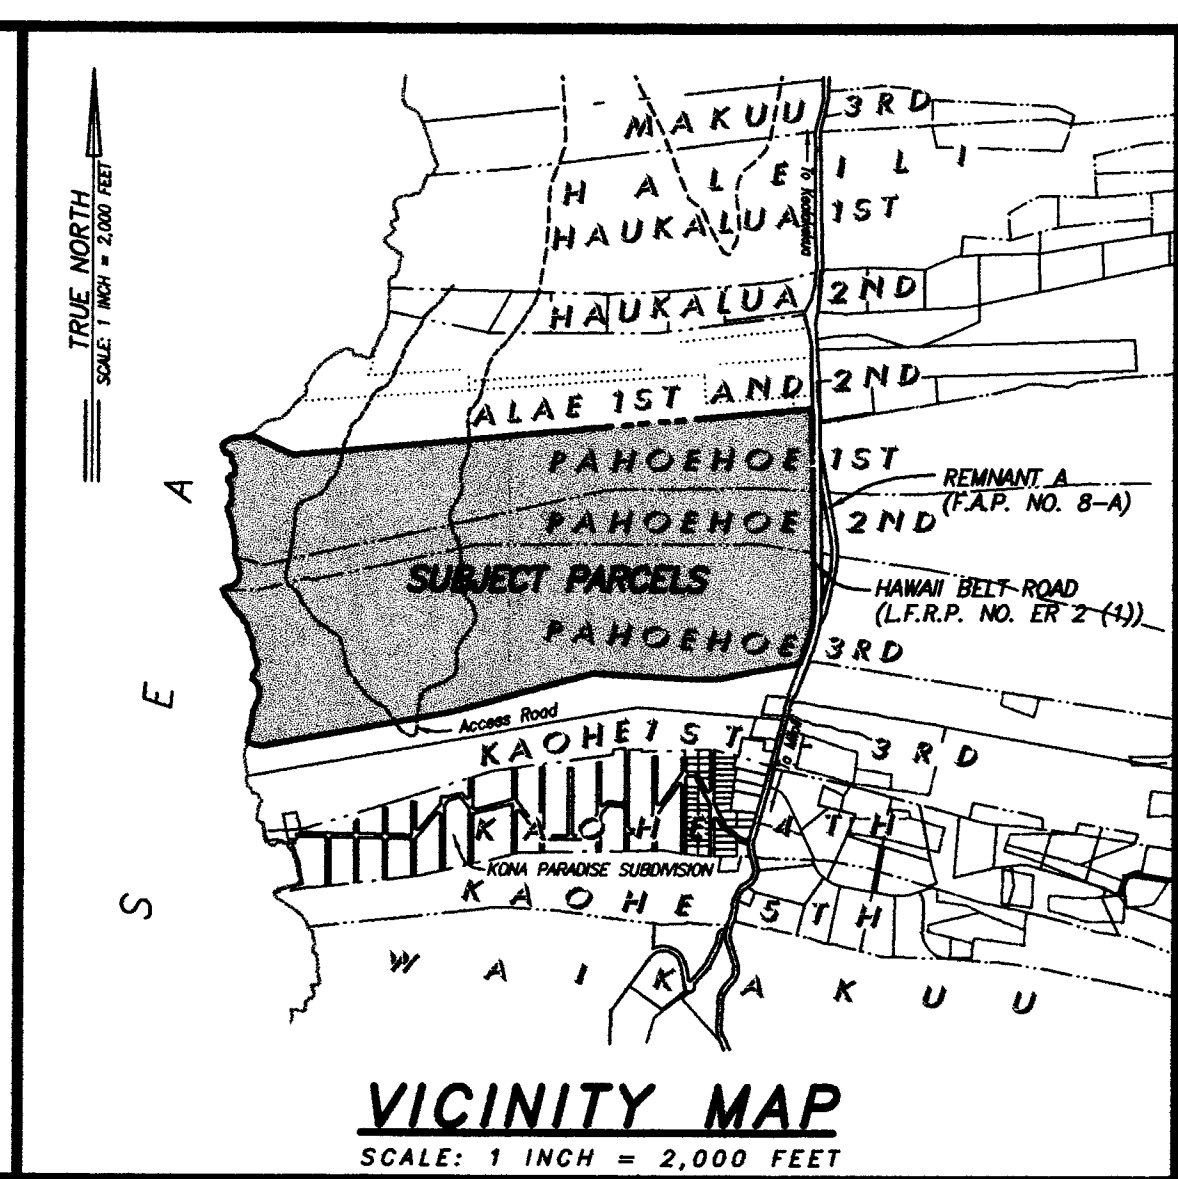 TRUE NORTH
SCALE: 1 INCH = 2,000 FEET
MAKUU 3RD
HALEILI
HAUKALUA 1ST
HAUKALUA 2ND
ALAE 1ST AND 2ND
PAHOEHOE 1ST
REMNANT A
(F.A.P. NO. 8-A)
PAHOEHOE 2ND
SUBJECT PARCELS
HAWAII BELT ROAD
(L.F.R.P. NO. ER 2 (1))
PAHOEHOE 3RD
SEA
Access Road
KAOHE 1ST
3RD
KAOHE 4TH
KONA PARADISE SUBDIVISION
KAOHE 5TH
WAIKAKUU
VICINITY MAP
SCALE: 1 INCH = 2,000 FEET